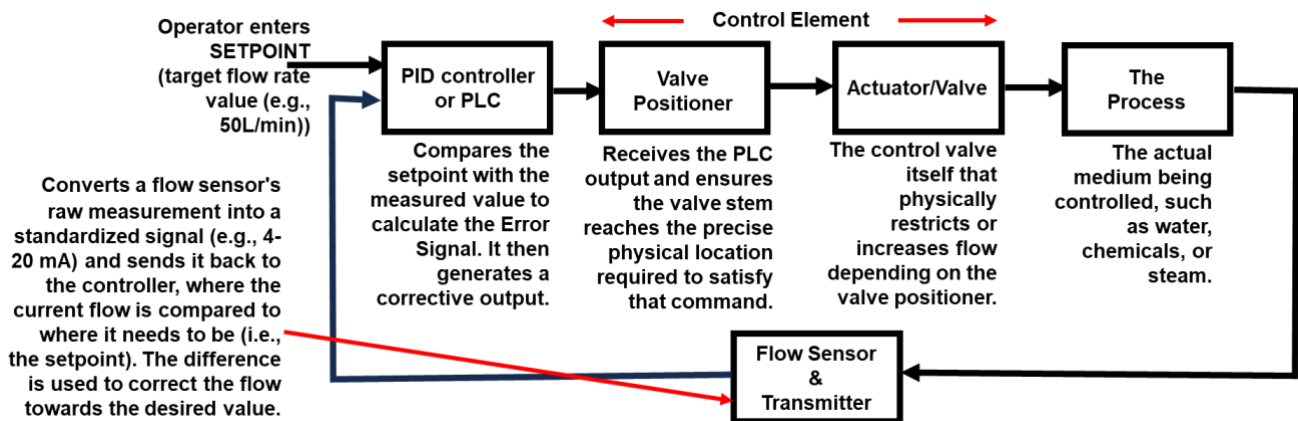 Control Element
Operator enters
SETPOINT
(target flow rate
value (e.g.,
50L/min))
PID controller
or PLC
Valve
Positioner
Actuator/Valve
The
Process
Compares the
setpoint with the
measured value to
calculate the Error
Signal. It then
generates a
corrective output.
Receives the PLC
output and ensures
the valve stem
reaches the precise
physical location
required to satisfy
that command.
The control valve
itself that
physically
restricts or
increases flow
depending on the
valve positioner.
The actual
medium being
controlled, such
as water,
chemicals, or
steam.
Converts a flow sensor's
raw measurement into a
standardized signal (e.g., 4-
20 mA) and sends it back to
the controller, where the
current flow is compared to
where it needs to be (i.e.,
the setpoint). The difference
is used to correct the flow
towards the desired value.
Flow Sensor
&
Transmitter